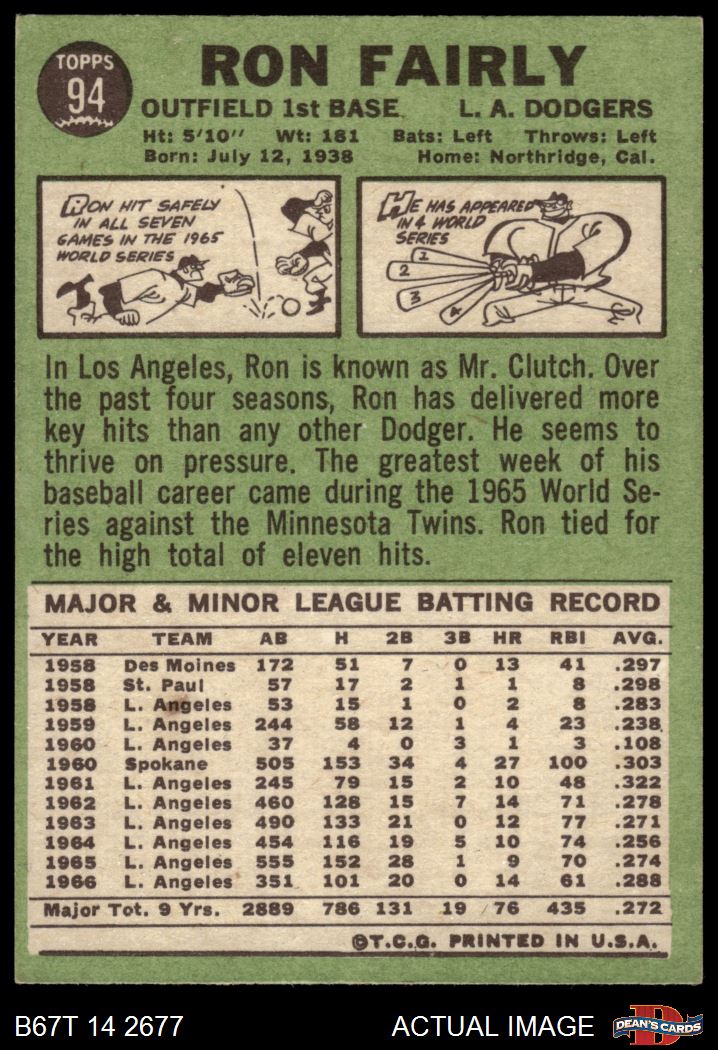 TOPPS
94
RON FAIRLY
OUTFIELD 1st BASE L. A. DODGERS
Ht: 5'10" Wt: 181 Bats: Left Throws: Left
Born: July 12, 1938 Home: Northridge, Cal.
RON HIT SAFELY
IN ALL SEVEN
GAMES IN THE 1965
WORLD SERIES
HE HAS APPEARED
IN 4 WORLD
SERIES
1
2
3
4
In Los Angeles, Ron is known as Mr. Clutch. Over
the past four seasons, Ron has delivered more
key hits than any other Dodger. He seems to
thrive on pressure. The greatest week of his
baseball career came during the 1965 World Se-
ries against the Minnesota Twins. Ron tied for
the high total of eleven hits.
MAJOR & MINOR LEAGUE BATTING RECORD
YEAR TEAM AB H 2B 3B HR RBI AVG.
1958 Des Moines 172 51 7 0 13 41 .297
1958 St. Paul 57 17 2 1 1 8 .298
1958 L. Angeles 53 15 1 0 2 8 .283
1959 L. Angeles 244 58 12 1 4 23 .238
1960 L. Angeles 37 4 0 3 1 3 .108
1960 Spokane 505 153 34 4 27 100 .303
1961 L. Angeles 245 79 15 2 10 48 .322
1962 L. Angeles 460 128 15 7 14 71 .278
1963 L. Angeles 490 133 21 0 12 77 .271
1964 L. Angeles 454 116 19 5 10 74 .256
1965 L. Angeles 555 152 28 1 9 70 .274
1966 L. Angeles 351 101 20 0 14 61 .288
Major Tot. 9 Yrs. 2889 786 131 19 76 435 .272
©T.C.G. PRINTED IN U.S.A.
B67T 14 2677 ACTUAL IMAGE
D
DEAN'S CARDS